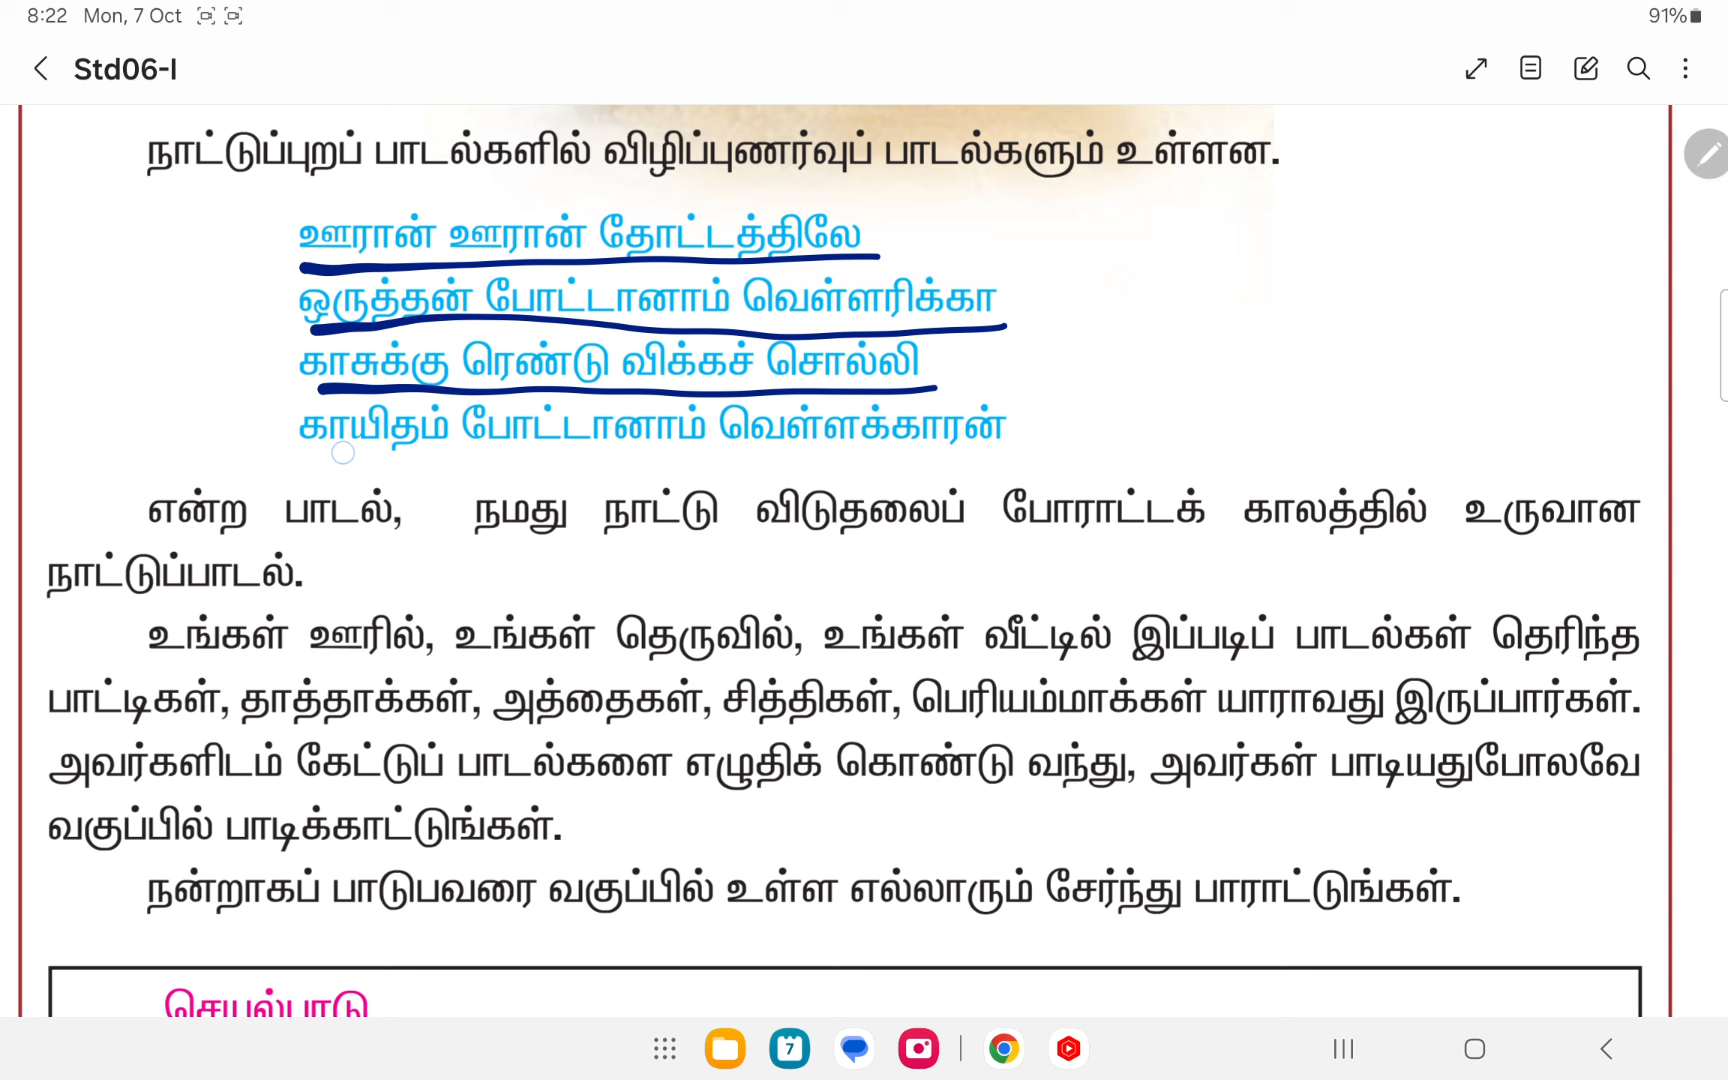 8:22 Mon, 7 Oct 91%
Std06-I
நாட்டுப்புறப் பாடல்களில் விழிப்புணர்வுப் பாடல்களும் உள்ளன.
ஊரான் ஊரான் தோட்டத்திலே
ஒருத்தன் போட்டானாம் வெள்ளரிக்கா
காசுக்கு ரெண்டு விக்கச் சொல்லி
காயிதம் போட்டானாம் வெள்ளக்காரன்
என்ற பாடல், நமது நாட்டு விடுதலைப் போராட்டக் காலத்தில் உருவான
நாட்டுப்பாடல்.
உங்கள் ஊரில், உங்கள் தெருவில், உங்கள் வீட்டில் இப்படிப் பாடல்கள் தெரிந்த
பாட்டிகள், தாத்தாக்கள், அத்தைகள், சித்திகள், பெரியம்மாக்கள் யாராவது இருப்பார்கள்.
அவர்களிடம் கேட்டுப் பாடல்களை எழுதிக் கொண்டு வந்து, அவர்கள் பாடியதுபோலவே
வகுப்பில் பாடிக்காட்டுங்கள்.
நன்றாகப் பாடுபவரை வகுப்பில் உள்ள எல்லாரும் சேர்ந்து பாராட்டுங்கள்.
செயல்பாடு
7